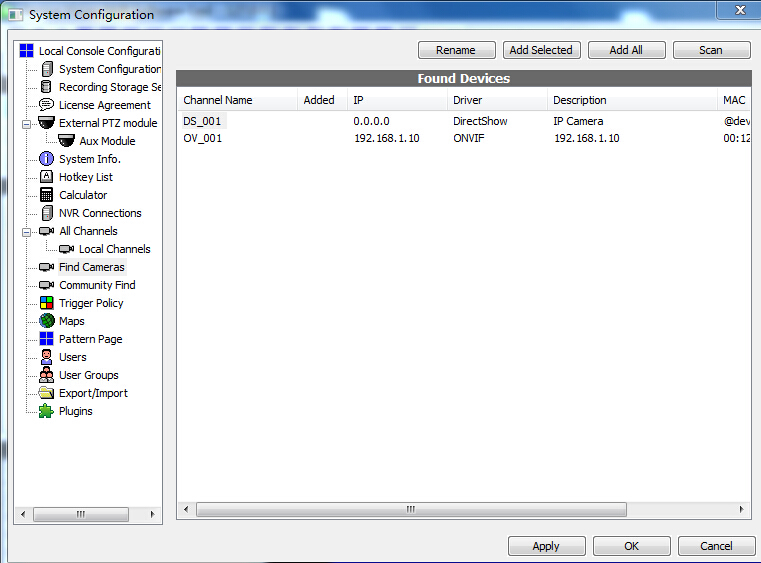 System Configuration
Local Console Configurati
System Configuration
Recording Storage Se
License Agreement
External PTZ module
Aux Module
System Info.
Hotkey List
Calculator
NVR Connections
All Channels
Local Channels
Find Cameras
Community Find
Trigger Policy
Maps
Pattern Page
Users
User Groups
Export/Import
Plugins
Rename Add Selected Add All Scan
Found Devices
Channel Name Added IP Driver Description MAC
DS_001 0.0.0.0 DirectShow IP Camera @dev
OV_001 192.168.1.10 ONVIF 192.168.1.10 00:12
Apply OK Cancel